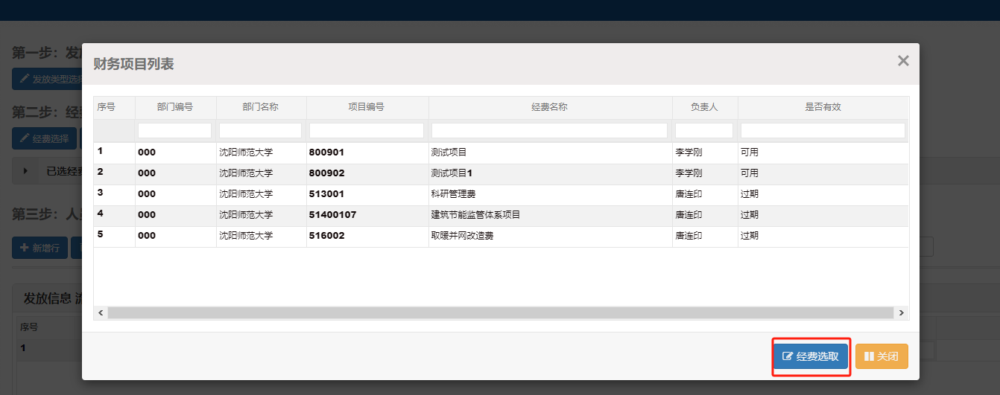 第一步：发放
发放类型选择
第二步：经费
经费选择
已选经费
第三步：人员
新增行
发放信息 流
序号
1
财务项目列表
序号 部门编号 部门名称 项目编号 经费名称 负责人 是否有效
1 000 沈阳师范大学 800901 测试项目 李学刚 可用
2 000 沈阳师范大学 800902 测试项目1 李学刚 可用
3 000 沈阳师范大学 513001 科研管理费 唐连印 过期
4 000 沈阳师范大学 51400107 建筑节能监管体系项目 唐连印 过期
5 000 沈阳师范大学 516002 取暖并网改造费 唐连印 过期
经费选取 关闭